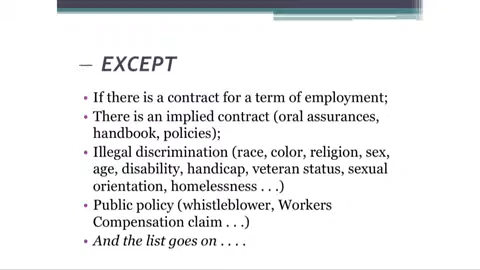 — EXCEPT
• If there is a contract for a term of employment;
• There is an implied contract (oral assurances,
handbook, policies);
• Illegal discrimination (race, color, religion, sex,
age, disability, handicap, veteran status, sexual
orientation, homelessness . . .)
• Public policy (whistleblower, Workers
Compensation claim . . .)
• And the list goes on . . . .